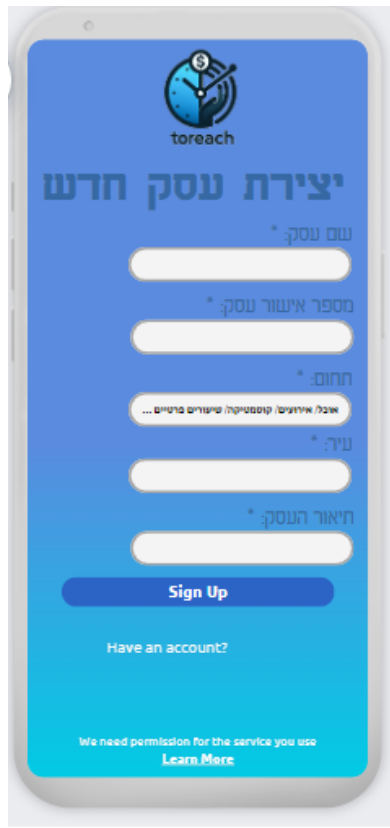 $
toreach
יצירת עסק חדש
שם עסק: *
מספר אישור עסק: *
תחום: *
אוכל/ אירועים/ קוסמטיקה/ שיעורים פרטיים ...
עיר: *
תיאור העסק: *
Sign Up
Have an account?
We need permission for the service you use
Learn More